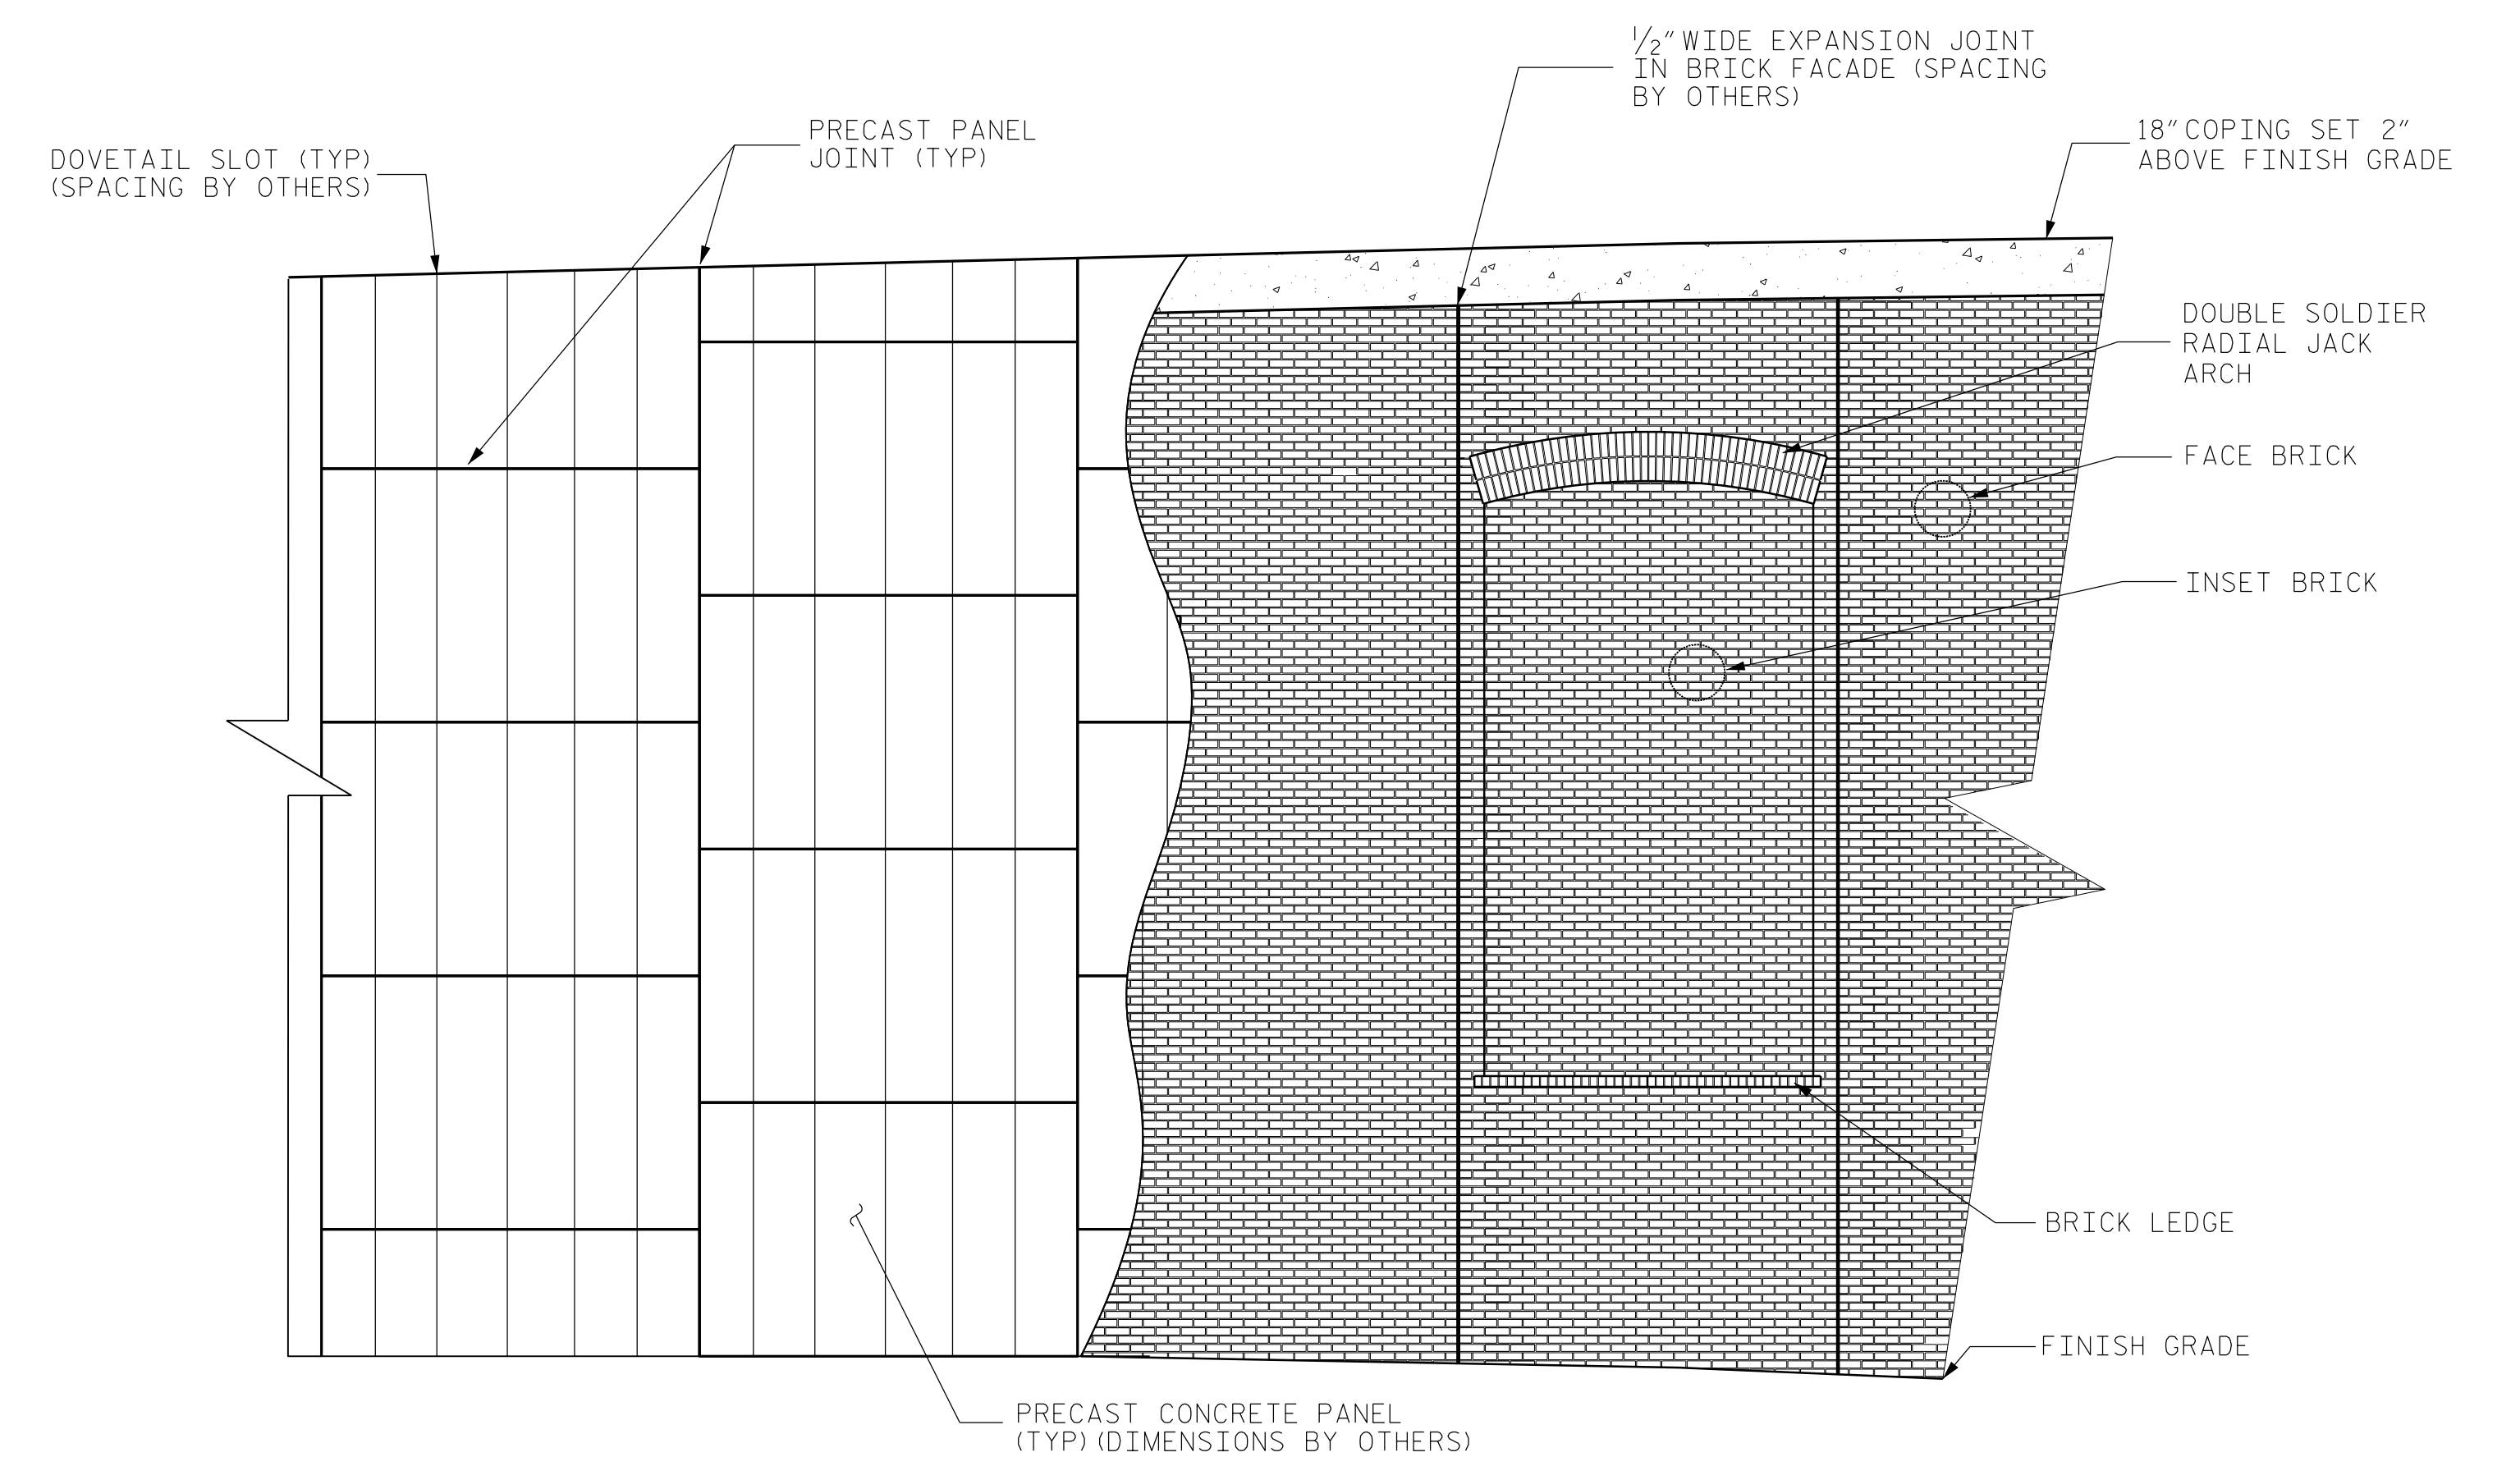 ½" WIDE EXPANSION JOINT
IN BRICK FACADE (SPACING
BY OTHERS)
PRECAST PANEL
JOINT (TYP)
18" COPING SET 2"
ABOVE FINISH GRADE
DOVETAIL SLOT (TYP)
(SPACING BY OTHERS)
DOUBLE SOLDIER
RADIAL JACK
ARCH
FACE BRICK
INSET BRICK
BRICK LEDGE
FINISH GRADE
PRECAST CONCRETE PANEL
(TYP)(DIMENSIONS BY OTHERS)